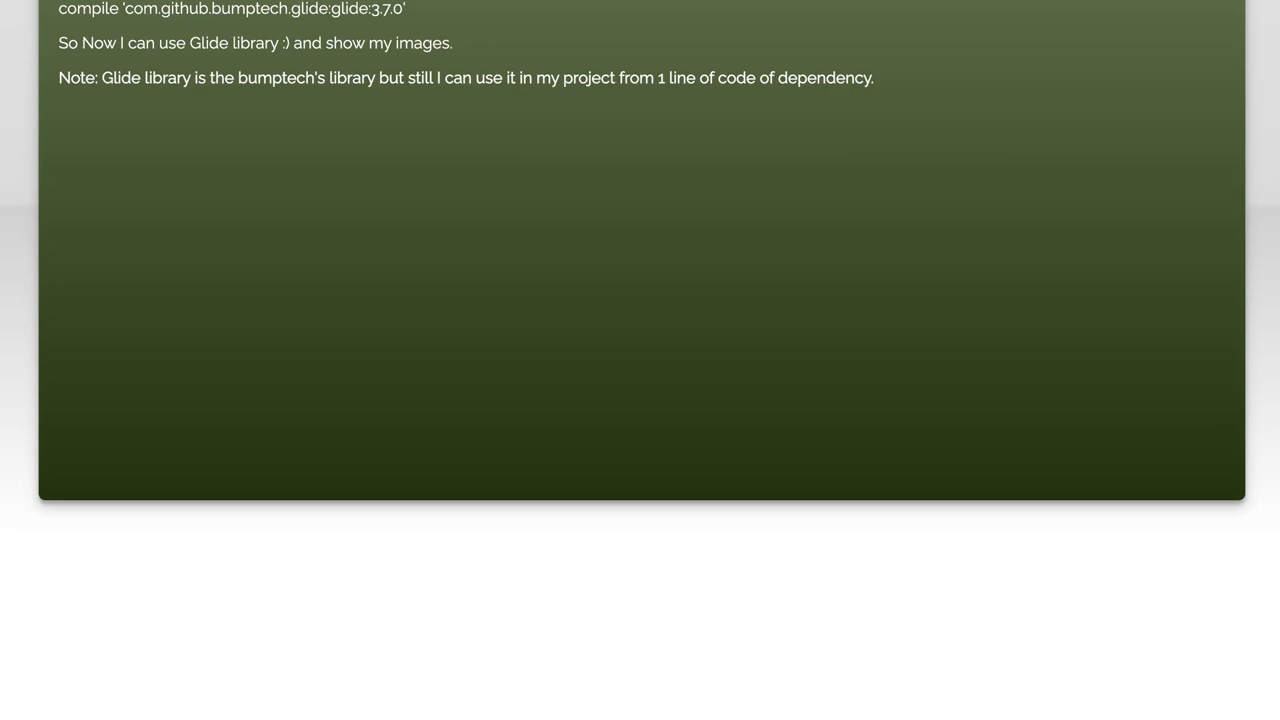 compile 'com.github.bumptech.glide:glide:3.7.0'
So Now I can use Glide library :) and show my images.
Note: Glide library is the bumptech's library but still I can use it in my project from 1 line of code of dependency.